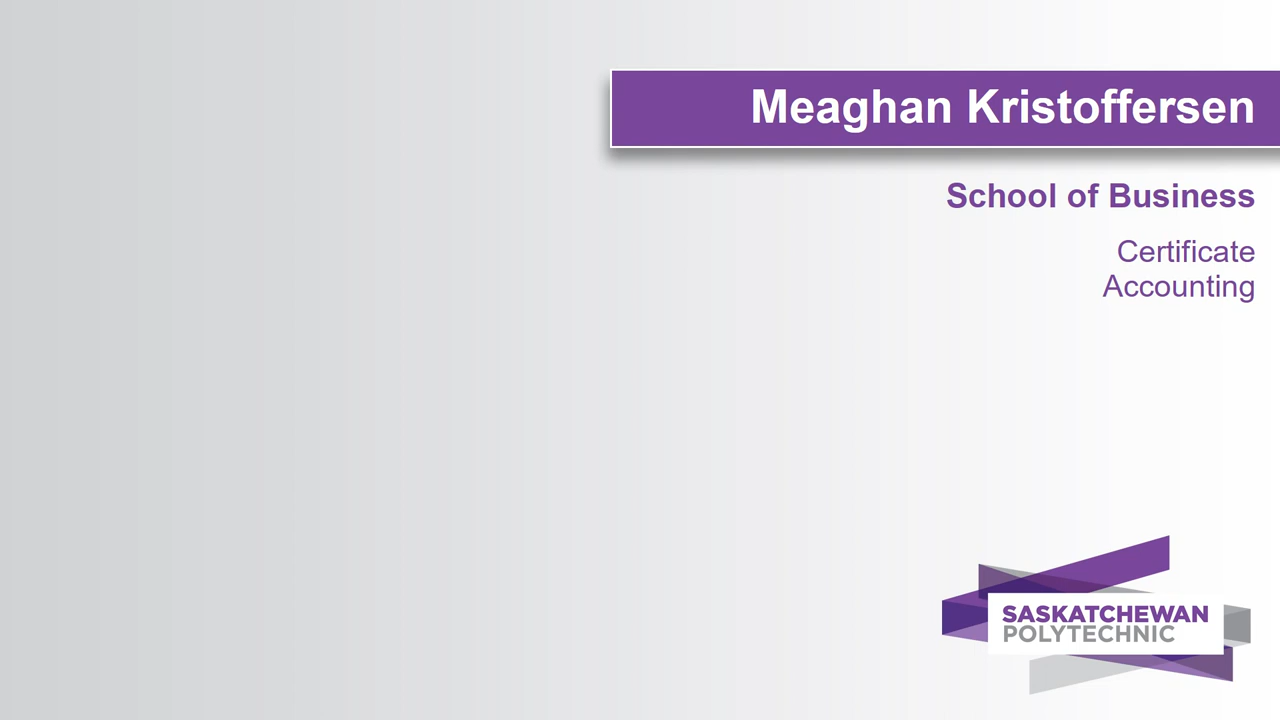 Meaghan Kristoffersen
School of Business
Certificate
Accounting
SASKATCHEWAN
POLYTECHNIC